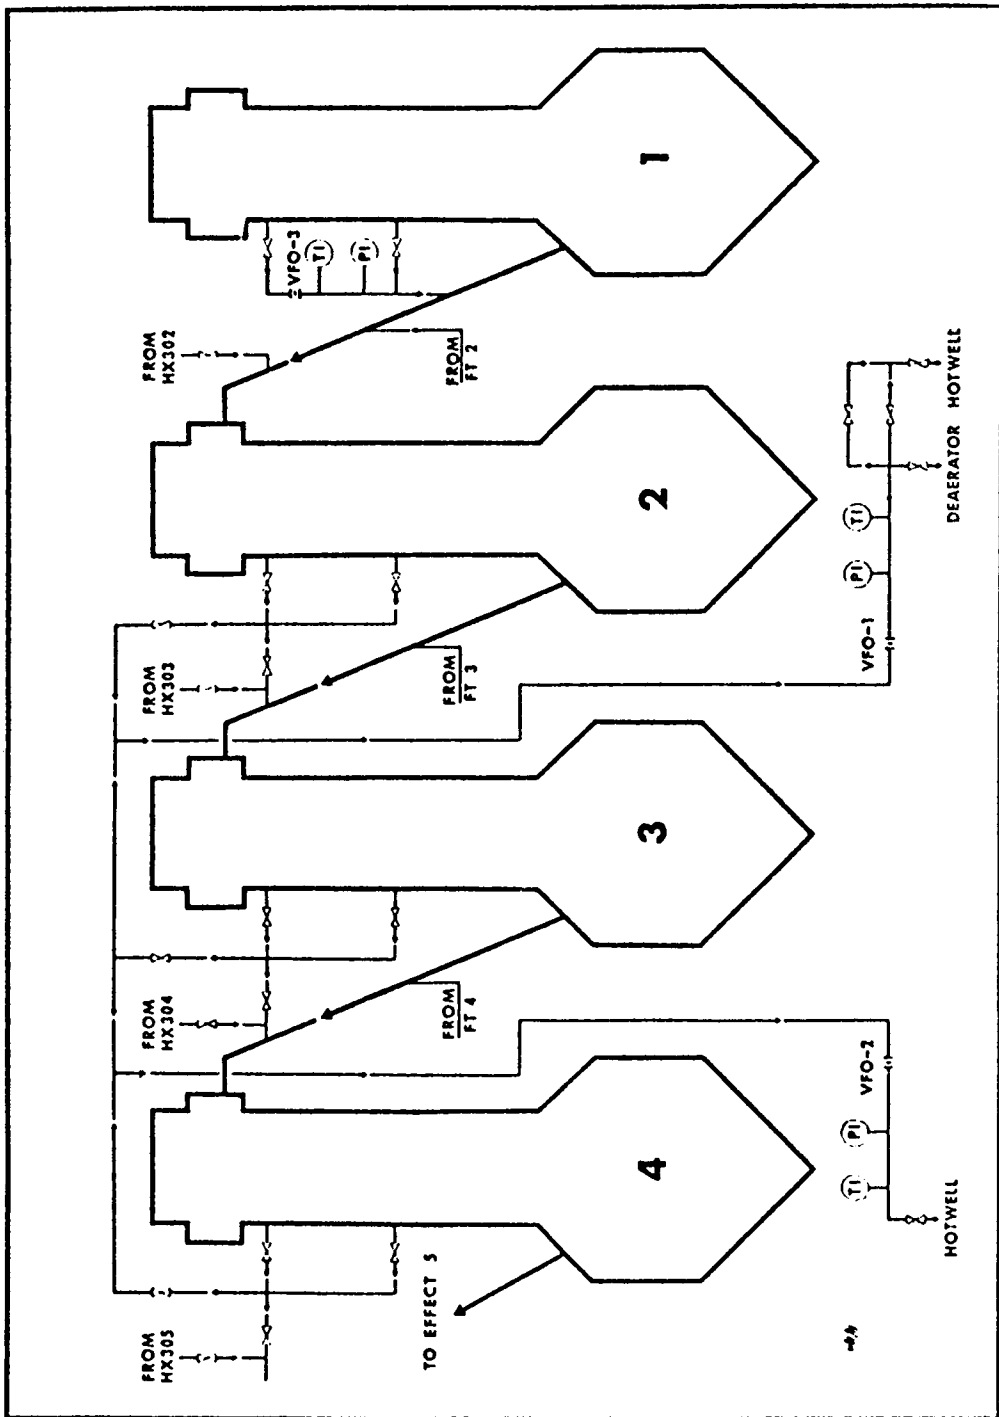 FROM
HX305
FROM
HX304
FROM
HX303
FROM
HX302
VFO-3
TI
PI
TO EFFECT 5
FROM
FT 4
FROM
FT 3
FROM
FT 2
4
3
2
1
TI
PI
VFO-2
VFO-1
PI
TI
HOTWELL
DEAERATOR HOTWELL